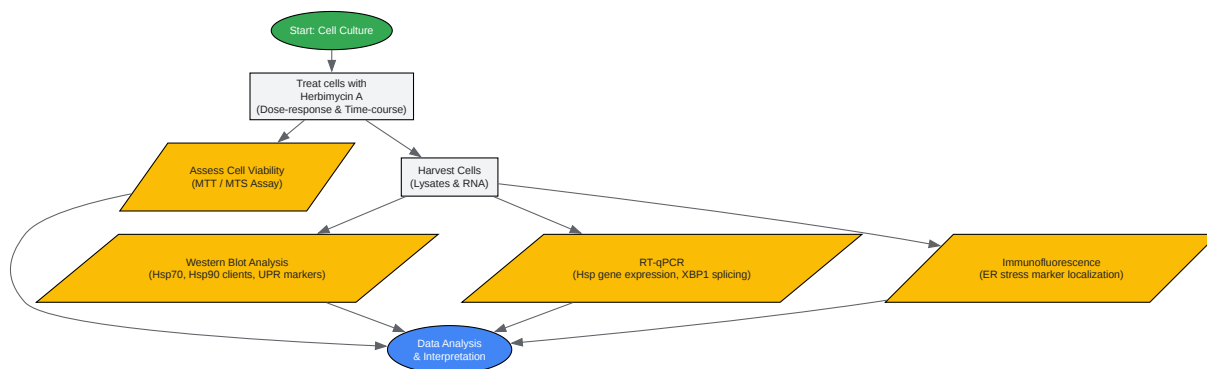 Start: Cell Culture
Treat cells with
Herbimycin A
(Dose-response & Time-course)
Assess Cell Viability
(MTT / MTS Assay)
Harvest Cells
(Lysates & RNA)
Western Blot Analysis
(Hsp70, Hsp90 clients, UPR markers)
RT-qPCR
(Hsp gene expression, XBP1 splicing)
Immunofluorescence
(ER stress marker localization)
Data Analysis
& Interpretation